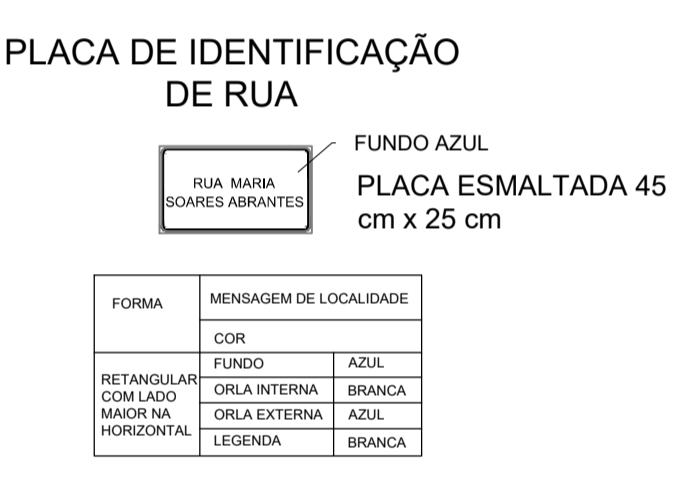 PLACA DE IDENTIFICAÇÃO
DE RUA
FUNDO AZUL
RUA MARIA
SOARES ABRANTES
PLACA ESMALTADA 45
cm x 25 cm
FORMA
MENSAGEM DE LOCALIDADE
COR
RETANGULAR
COM LADO
MAIOR NA
HORIZONTAL
FUNDO AZUL
ORLA INTERNA BRANCA
ORLA EXTERNA AZUL
LEGENDA BRANCA